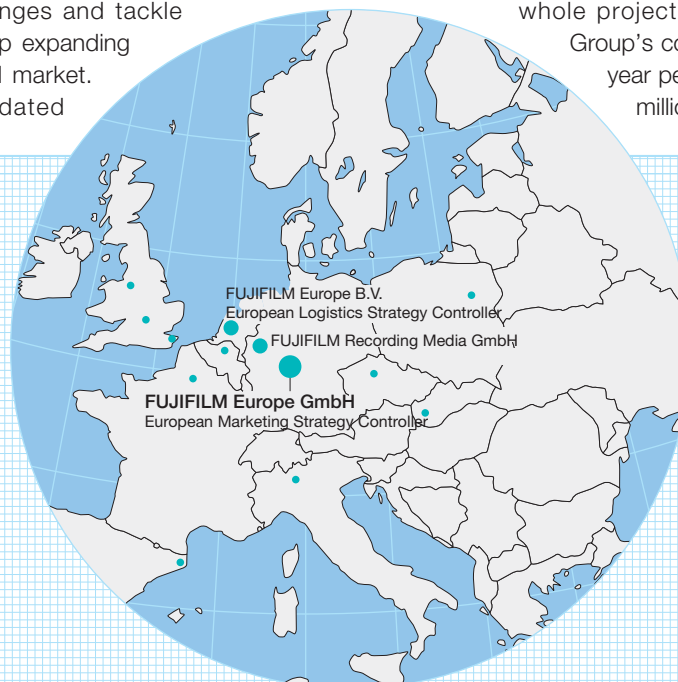 nges and tackle
p expanding
l market.
dated
whole project
Group's co
year pe
millio
FUJIFILM Europe B.V.
European Logistics Strategy Controller
FUJIFILM Recording Media GmbH
FUJIFILM Europe GmbH
European Marketing Strategy Controller